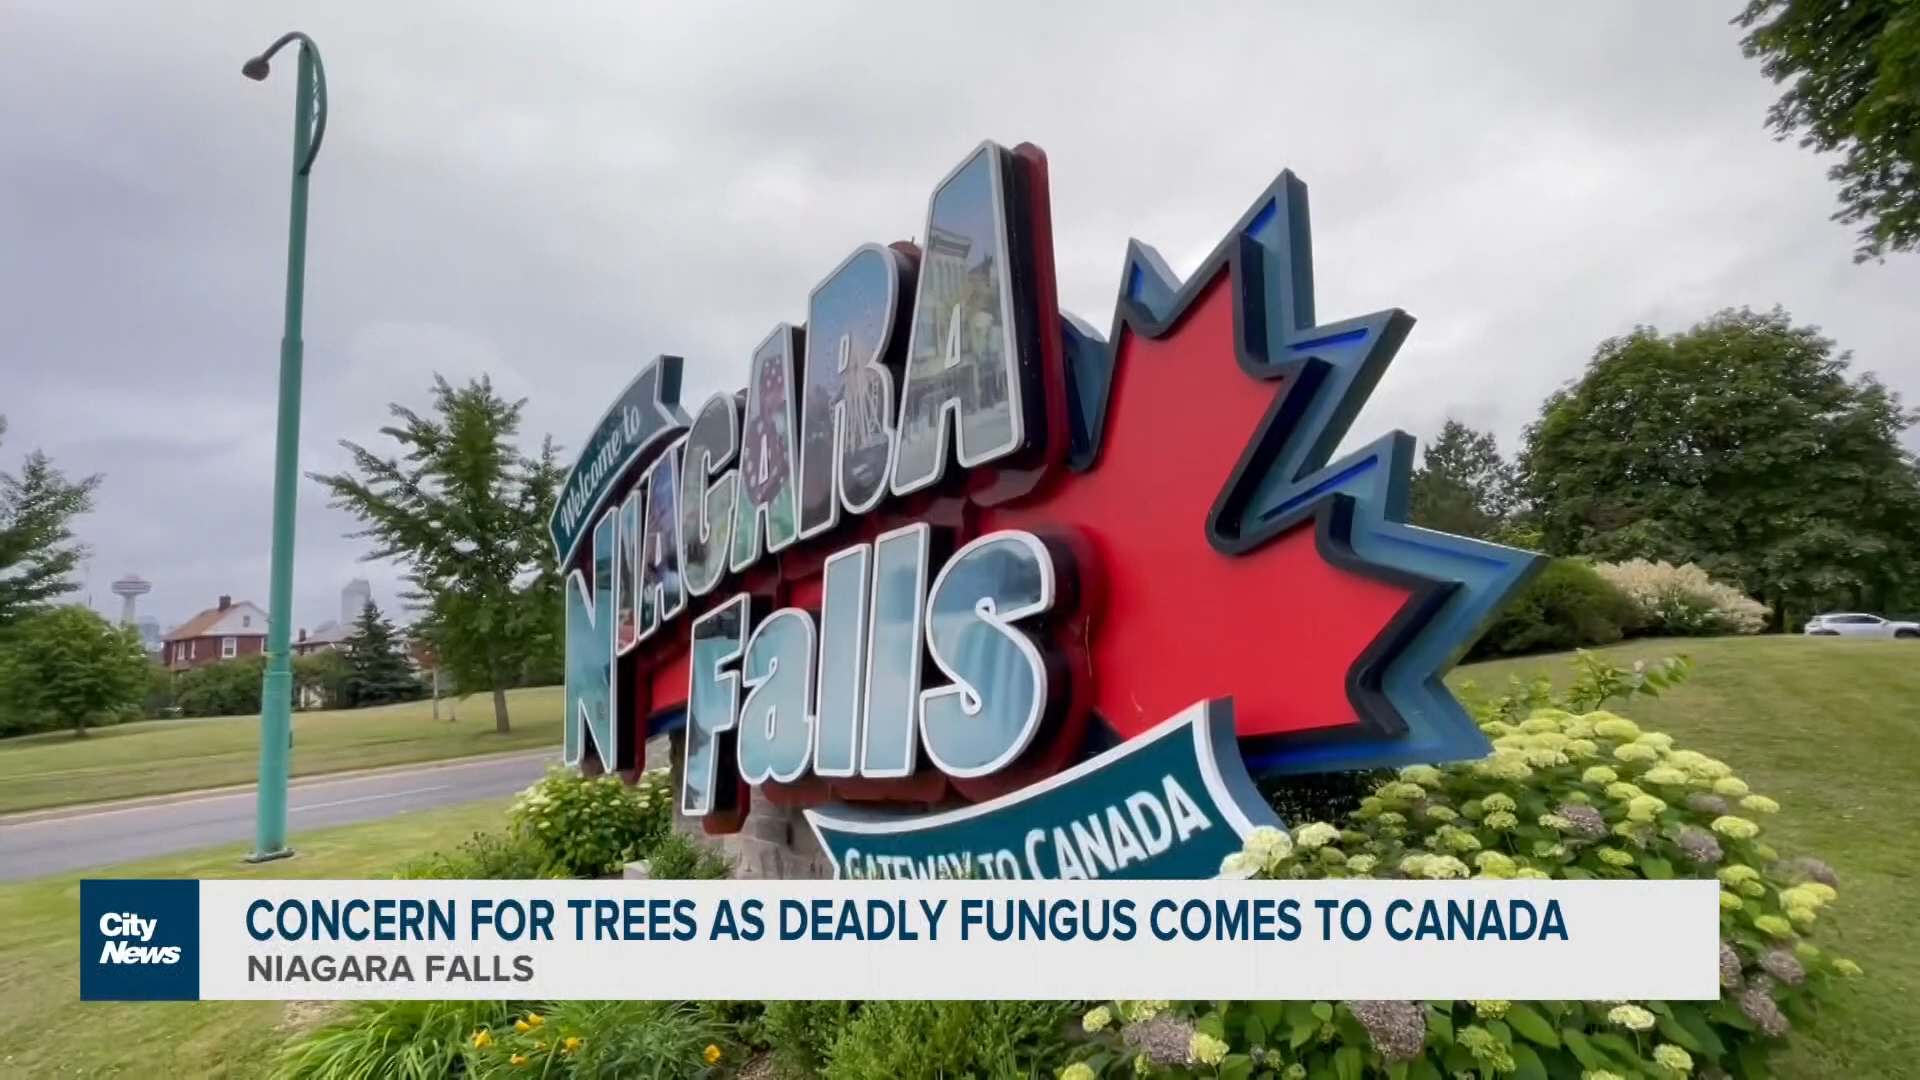 Welcome to
NIAGARA
Falls
GATEWAY TO CANADA
City
News
CONCERN FOR TREES AS DEADLY FUNGUS COMES TO CANADA
NIAGARA FALLS